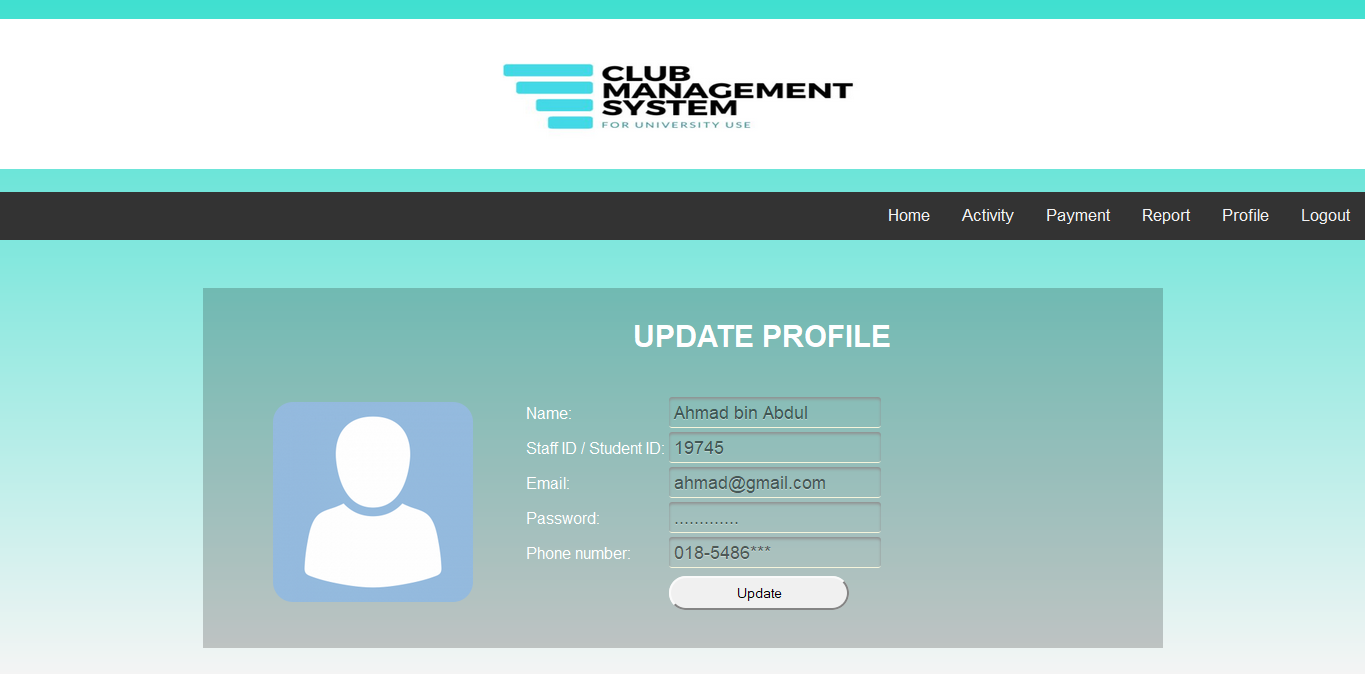 CLUB
MANAGEMENT
SYSTEM
FOR UNIVERSITY USE
Home Activity Payment Report Profile Logout
UPDATE PROFILE
Name: Ahmad bin Abdul
Staff ID / Student ID: 19745
Email: ahmad@gmail.com
Password: .............
Phone number: 018-5486***
Update